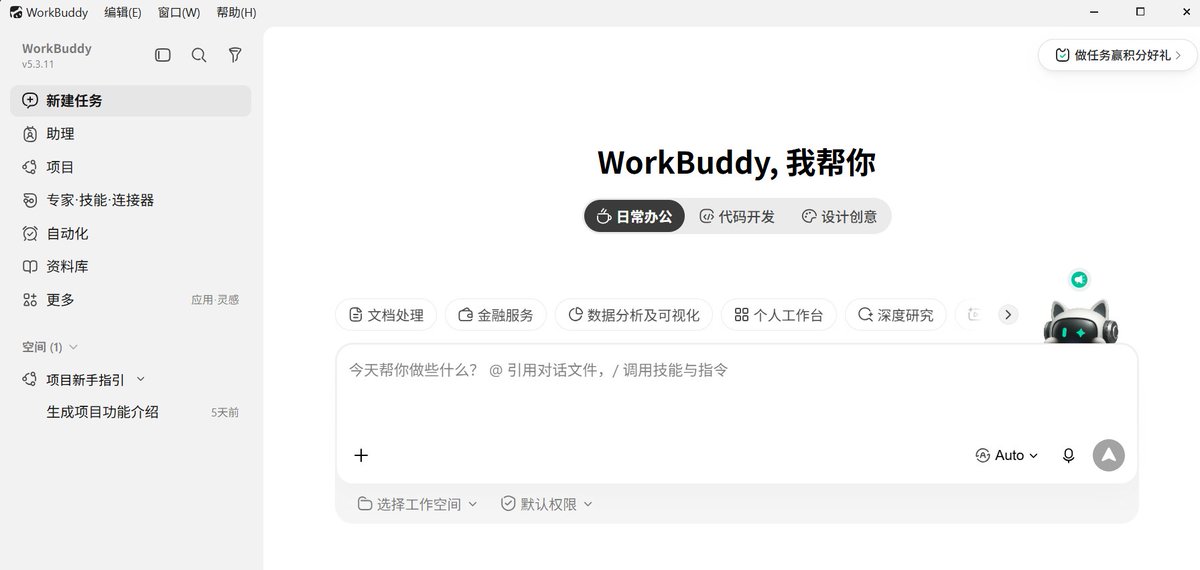 WorkBuddy 编辑(E) 窗口(W) 帮助(H)
WorkBuddy
v5.3.11
新建任务
助理
项目
专家·技能·连接器
自动化
资料库
更多 应用·灵感
空间 (1)
项目新手指引
生成项目功能介绍 5天前
做任务赢积分好礼
WorkBuddy, 我帮你
日常办公 代码开发 设计创意
文档处理 金融服务 数据分析及可视化 个人工作台 深度研究
今天帮你做些什么? @ 引用对话文件, / 调用技能与指令
Auto
选择工作空间 默认权限